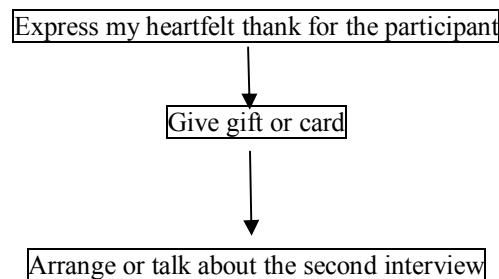 Express my heartfelt thank for the participant
Give gift or card
Arrange or talk about the second interview